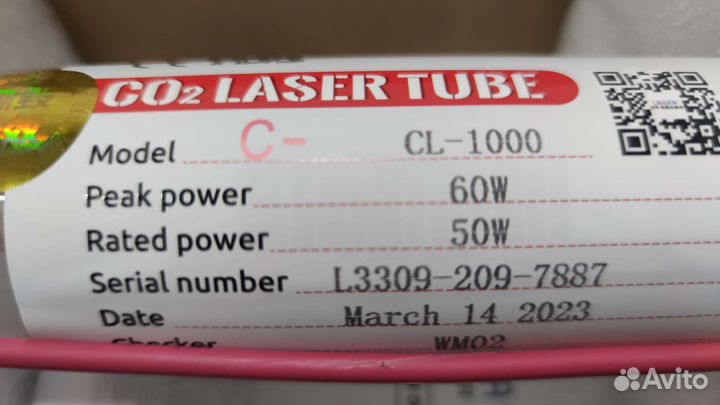 CO2 LASER TUBE
Model C- CL-1000
Peak power 60W
Rated power 50W
Serial number L3309-209-7887
Date March 14 2023
Checker WM02
Avito